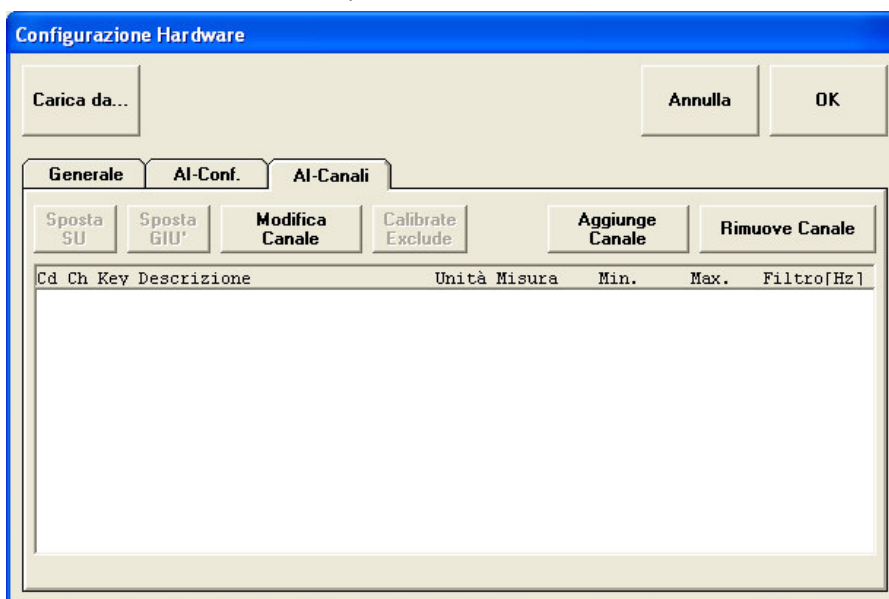 Configurazione Hardware
Carica da... Annulla OK
Generale AI-Conf. AI-Canali
Sposta SU Sposta GIU' Modifica Canale Calibrate Exclude Aggiunge Canale Rimuove Canale
Cd Ch Key Descrizione Unità Misura Min. Max. Filtro[Hz]